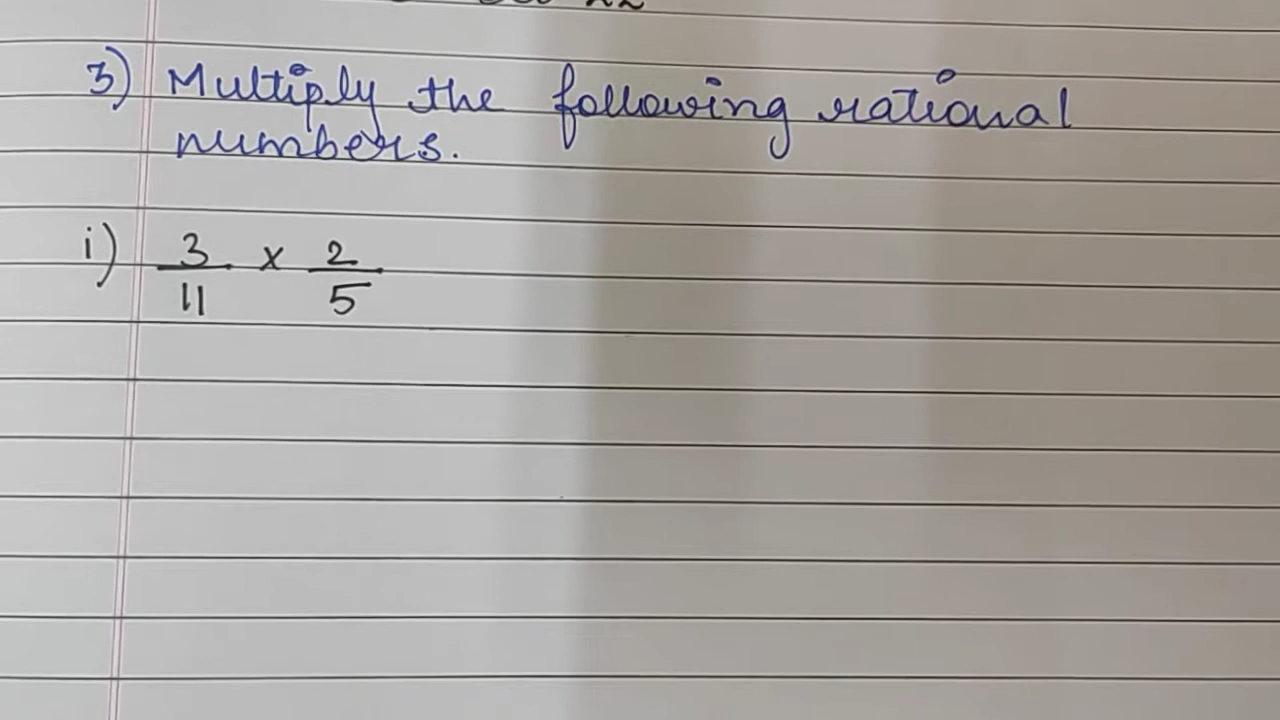 3) Multiply the following rational
numbers.
i) 3/11 x 2/5